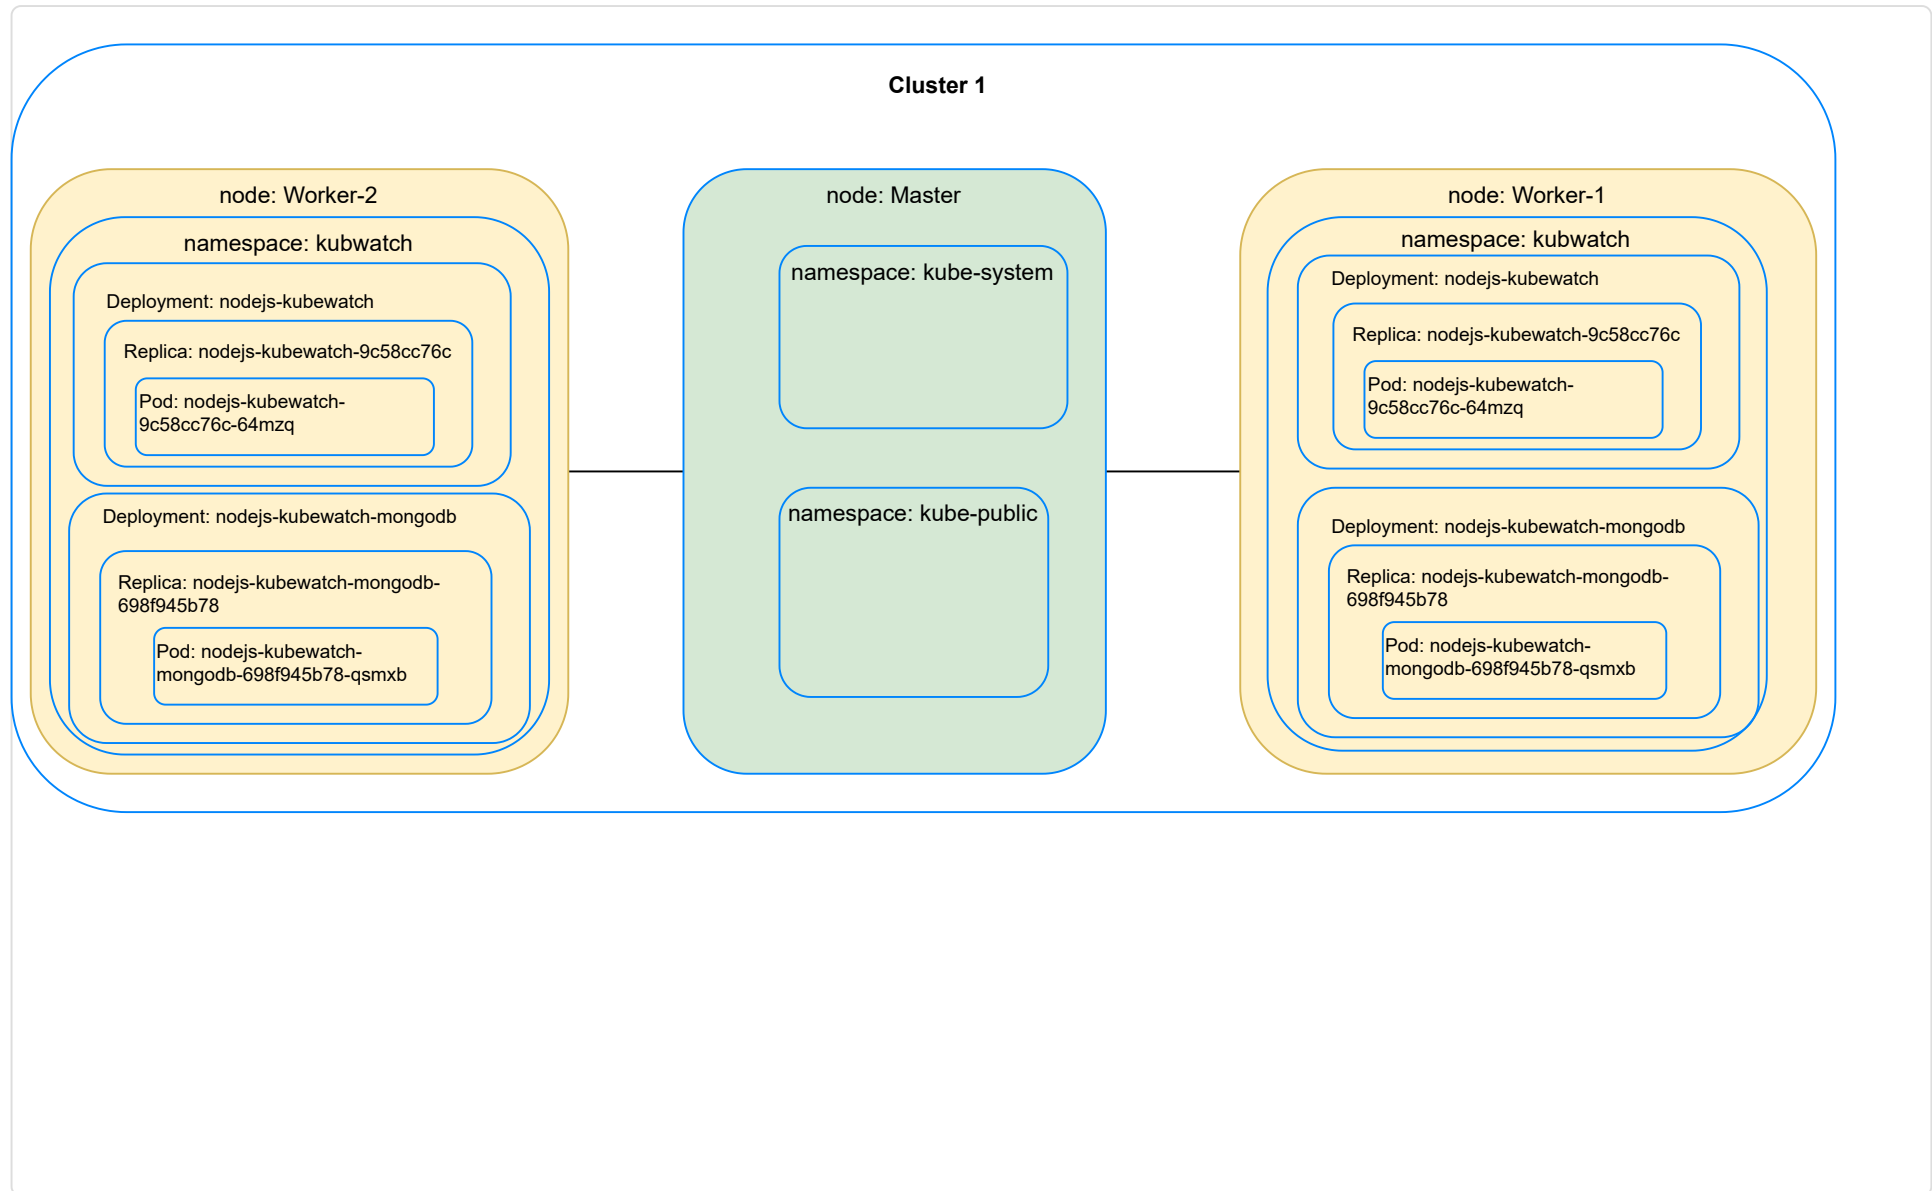 Cluster 1
node: Worker-2
namespace: kubwatch
Deployment: nodejs-kubewatch
Replica: nodejs-kubewatch-9c58cc76c
Pod: nodejs-kubewatch-
9c58cc76c-64mzq
Deployment: nodejs-kubewatch-mongodb
Replica: nodejs-kubewatch-mongodb-
698f945b78
Pod: nodejs-kubewatch-
mongodb-698f945b78-qsmxb
node: Master
namespace: kube-system
namespace: kube-public
node: Worker-1
namespace: kubwatch
Deployment: nodejs-kubewatch
Replica: nodejs-kubewatch-9c58cc76c
Pod: nodejs-kubewatch-
9c58cc76c-64mzq
Deployment: nodejs-kubewatch-mongodb
Replica: nodejs-kubewatch-mongodb-
698f945b78
Pod: nodejs-kubewatch-
mongodb-698f945b78-qsmxb